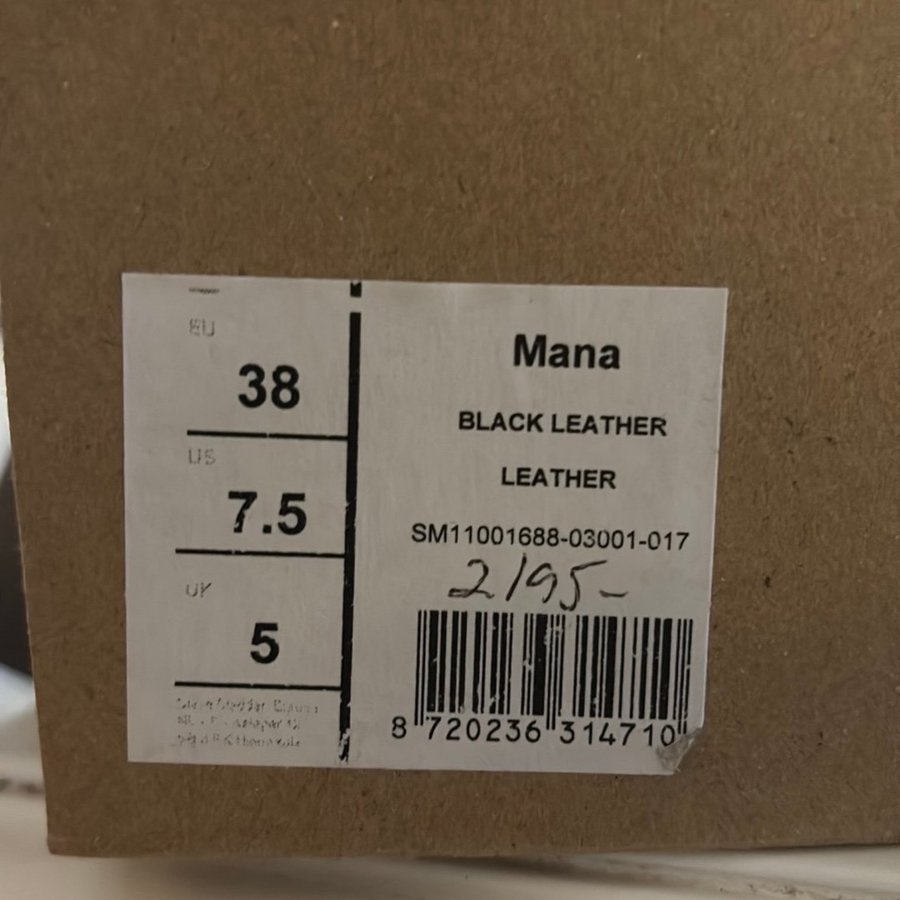 EU
38
US
7.5
UK
5
Mana
BLACK LEATHER
LEATHER
SM11001688-03001-017
2195-
8 720236 314710